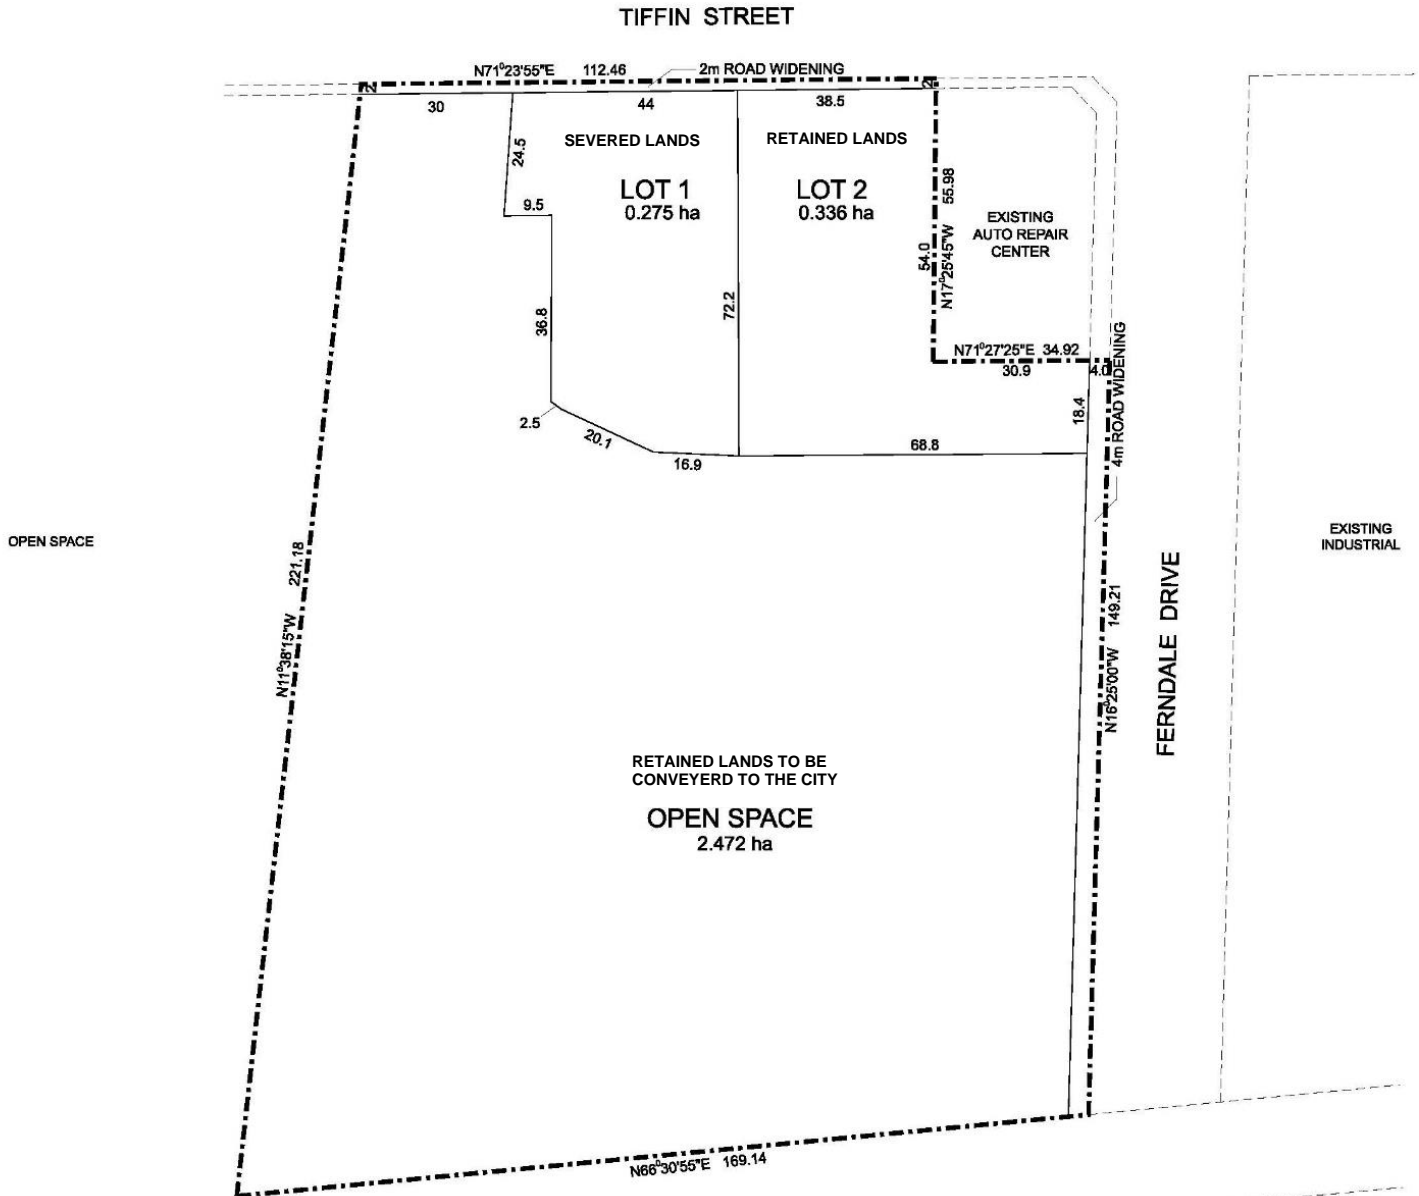 TIFFIN STREET
N71°23'55"E 112.46
2m ROAD WIDENING
2
2
30
44
38.5
SEVERED LANDS
RETAINED LANDS
24.5
LOT 1
0.275 ha
LOT 2
0.336 ha
9.5
55.98
N17°25'45"W
54.0
EXISTING
AUTO REPAIR
CENTER
36.8
72.2
N71°27'25"E 34.92
30.9
4.0
4m ROAD WIDENING
18.4
2.5
20.1
16.9
68.8
OPEN SPACE
EXISTING
INDUSTRIAL
N11°38'15"W 221.18
N16°25'00"W 149.21
FERNDALE DRIVE
RETAINED LANDS TO BE
CONVEYERD TO THE CITY
OPEN SPACE
2.472 ha
N66°30'55"E 169.14